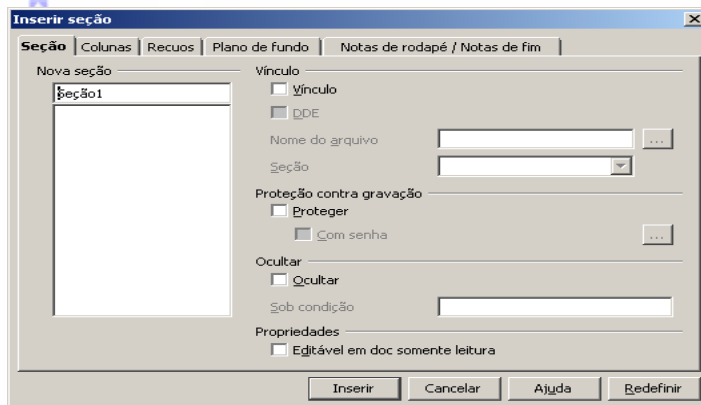 Inserir seção
Seção Colunas Recuos Plano de fundo Notas de rodapé / Notas de fim
Nova seção
Seção1
Vínculo
Vínculo
DDE
Nome do arquivo ...
Seção
Proteção contra gravação
Proteger
Com senha ...
Ocultar
Ocultar
Sob condição
Propriedades
Editável em doc somente leitura
Inserir Cancelar Ajuda Redefinir